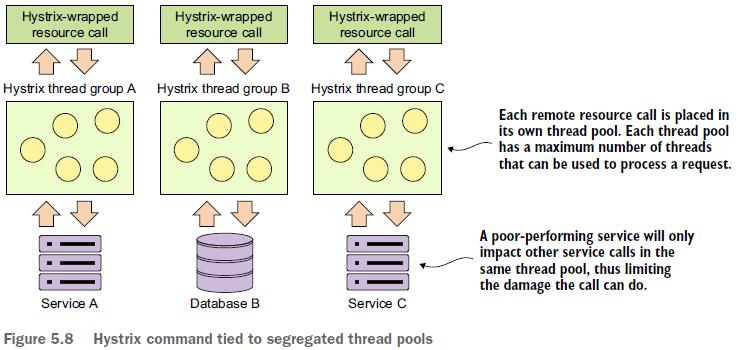 Hystrix-wrapped
resource call
Hystrix-wrapped
resource call
Hystrix-wrapped
resource call
Hystrix thread group A
Hystrix thread group B
Hystrix thread group C
Each remote resource call is placed in
its own thread pool. Each thread pool
has a maximum number of threads
that can be used to process a request.
A poor-performing service will only
impact other service calls in the
same thread pool, thus limiting
the damage the call can do.
Service A
Database B
Service C
Figure 5.8 Hystrix command tied to segregated thread pools